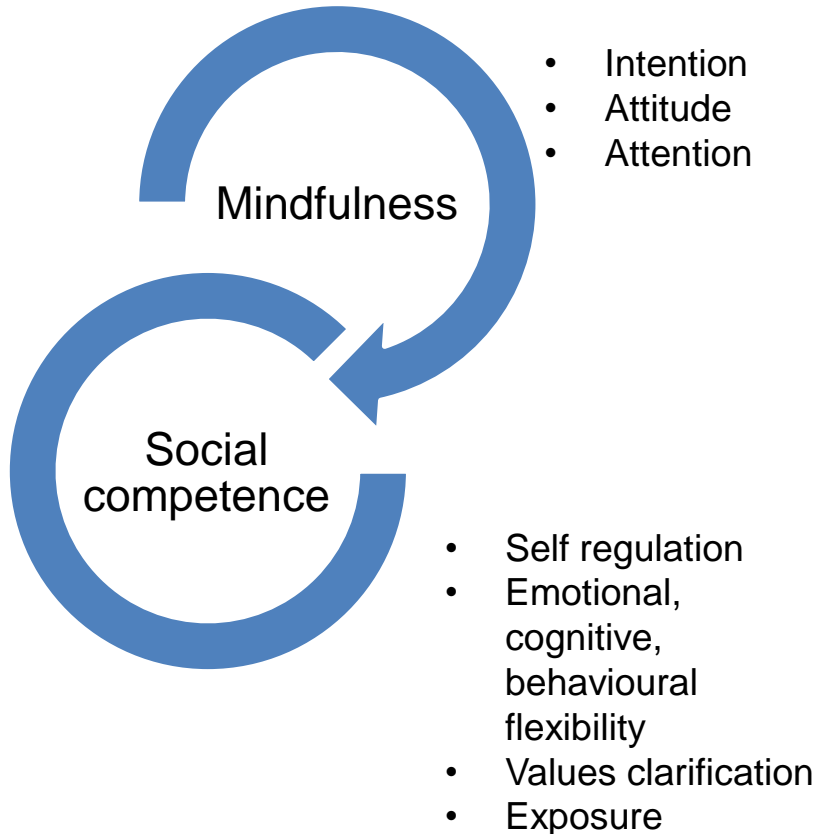 • Intention
• Attitude
• Attention
Mindfulness
Social
competence
• Self regulation
• Emotional,
cognitive,
behavioural
flexibility
• Values clarification
• Exposure